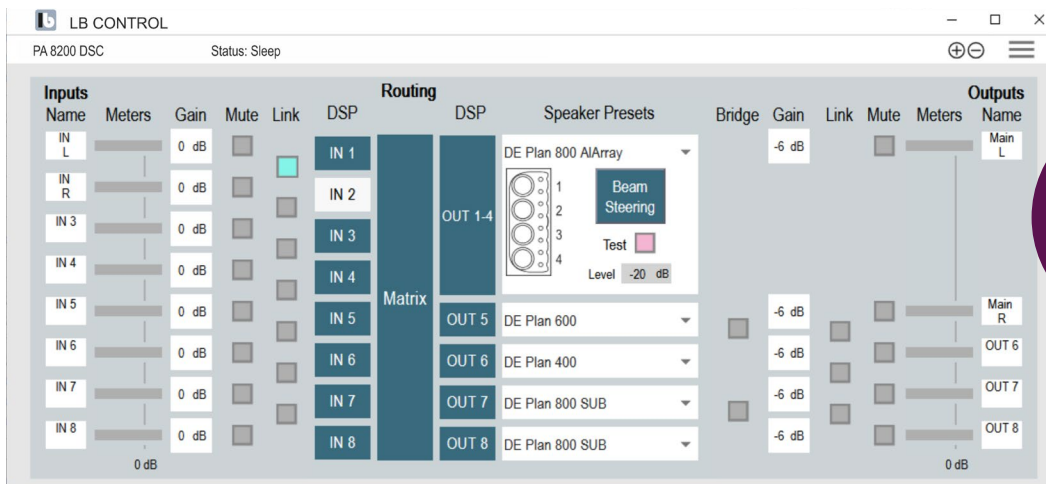 LB CONTROL
PA 8200 DSC Status: Sleep
Inputs Routing Outputs
Name Meters Gain Mute Link DSP DSP Speaker Presets Bridge Gain Link Mute Meters Name
IN
L
0 dB
IN 1
DE Plan 800 AlArray
-6 dB
Main
L
IN
R
0 dB
IN 2
1
2
3
4
Beam
Steering
IN 3
0 dB
IN 3
OUT 1-4
Test
IN 4
0 dB
IN 4
Level -20 dB
Matrix
IN 5
0 dB
IN 5
OUT 5
DE Plan 600
-6 dB
Main
R
IN 6
0 dB
IN 6
OUT 6
DE Plan 400
-6 dB
OUT 6
IN 7
0 dB
IN 7
OUT 7
DE Plan 800 SUB
-6 dB
OUT 7
IN 8
0 dB
IN 8
OUT 8
DE Plan 800 SUB
-6 dB
OUT 8
0 dB
0 dB